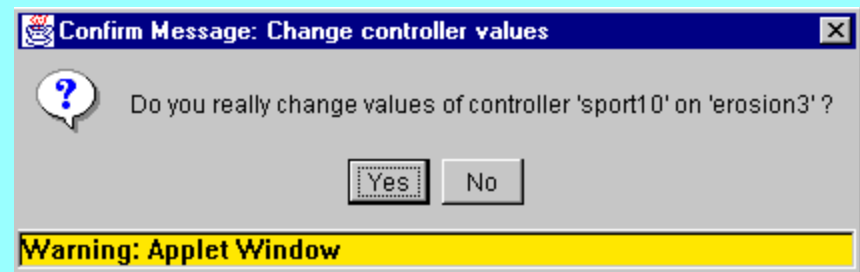 Confirm Message: Change controller values
Do you really change values of controller 'sport10' on 'erosion3' ?
Yes No
Warning: Applet Window